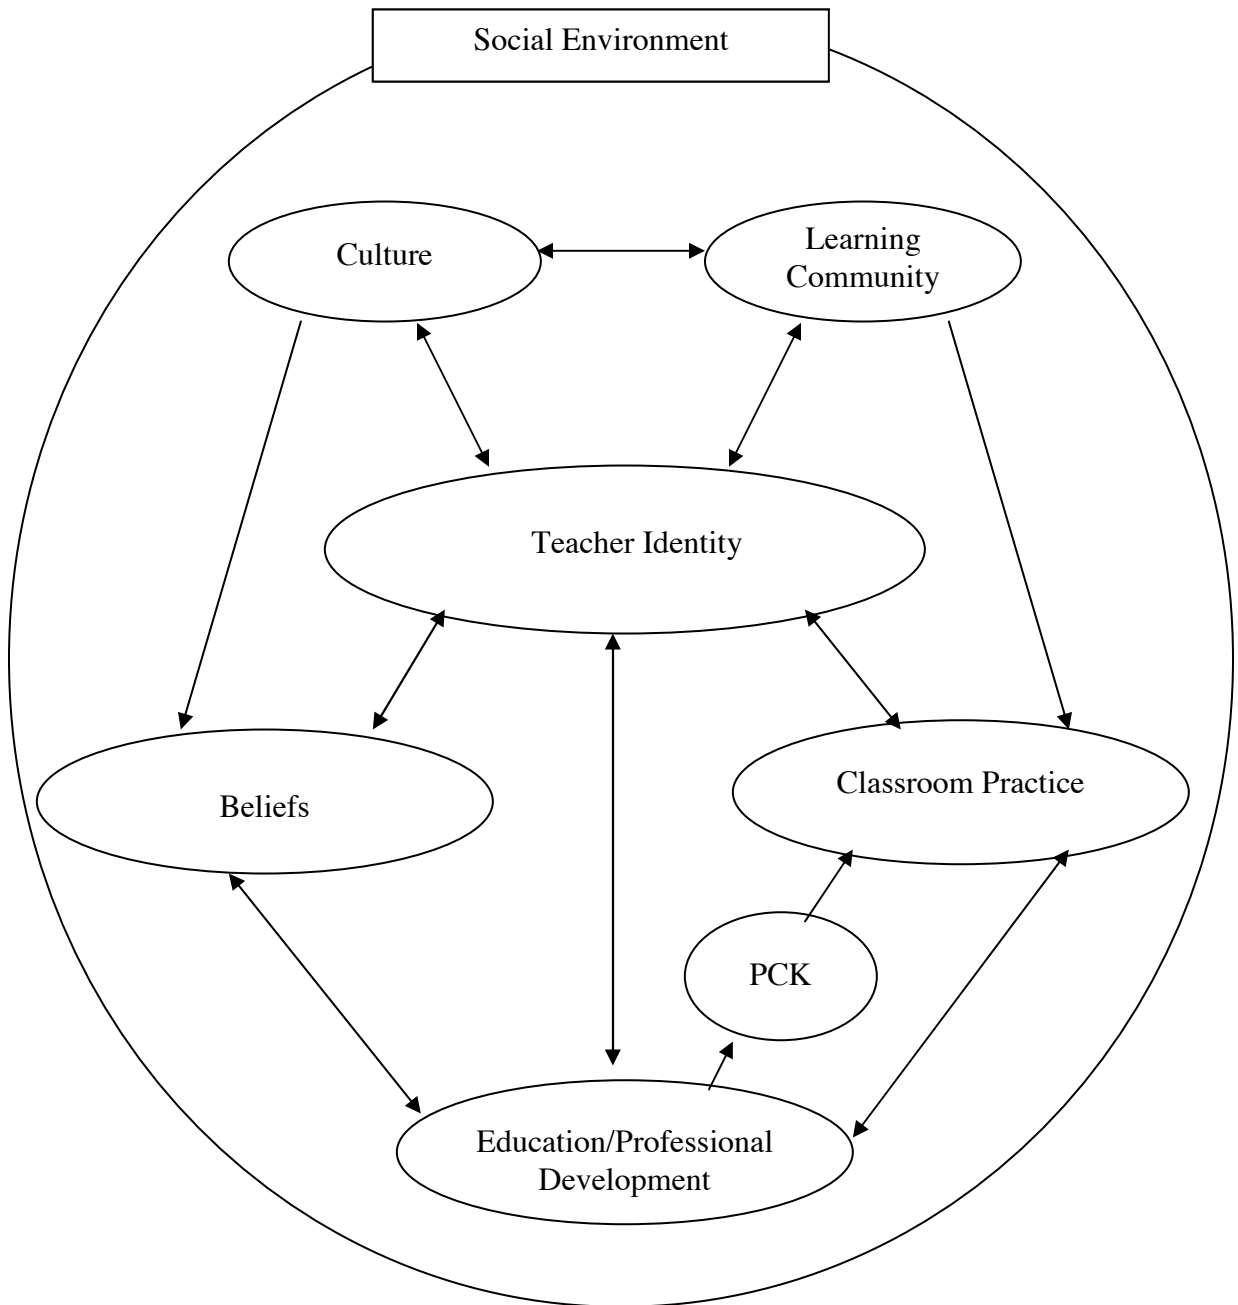 Social Environment
Culture
Learning
Community
Teacher Identity
Beliefs
Classroom Practice
PCK
Education/Professional
Development